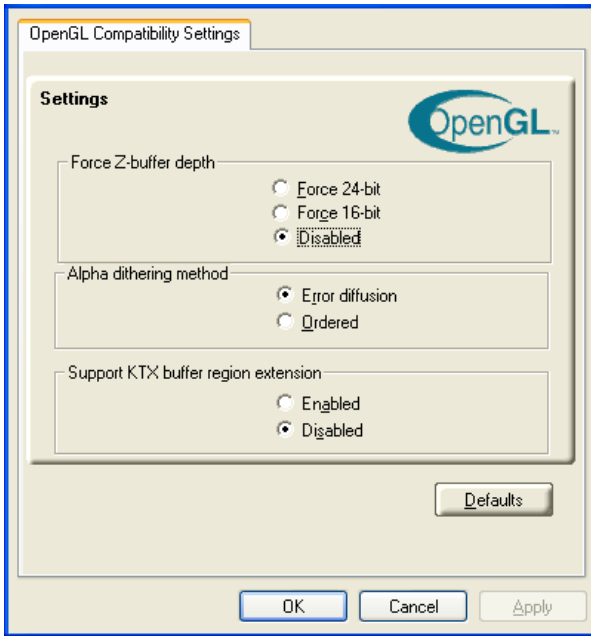 OpenGL Compatibility Settings
Settings
OpenGL™
Force Z-buffer depth
Force 24-bit
Force 16-bit
Disabled
Alpha dithering method
Error diffusion
Ordered
Support KTX buffer region extension
Enabled
Disabled
Defaults
OK Cancel Apply